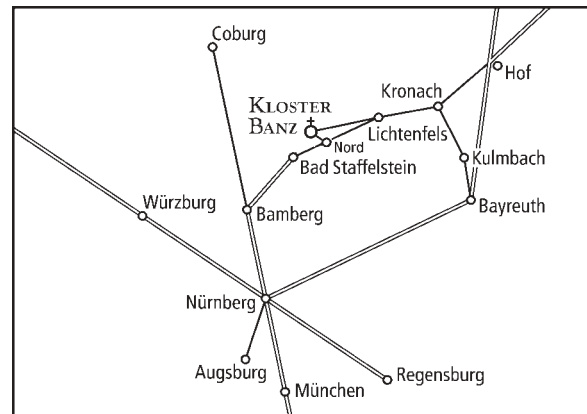 Coburg
Hof
Kronach
KLOSTER
BANZ
Lichtenfels
Nord
Bad Staffelstein
Kulmbach
Würzburg
Bamberg
Bayreuth
Nürnberg
Augsburg
München
Regensburg